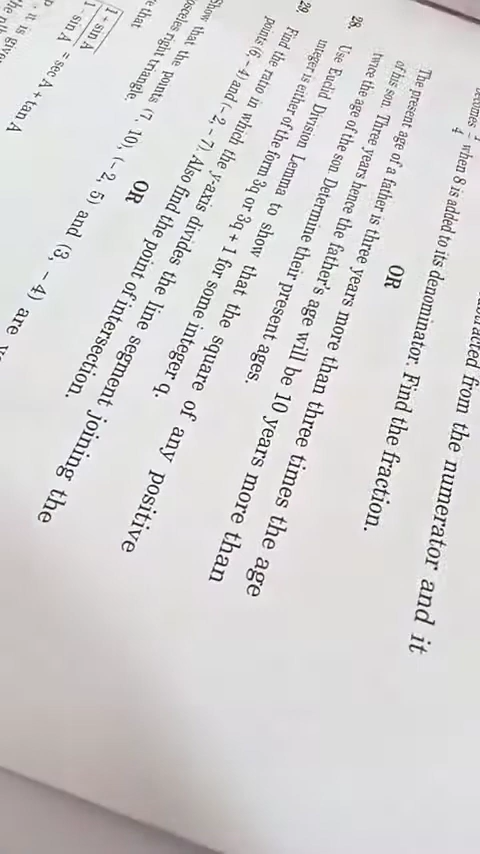 from the numerator and it
when 8 is added to its denominator. Find the fraction.
OR
The present age of a father is three years more than three times the age
of his son. Three years hence the father's age will be 10 years more than
twice the age of the son. Determine their present ages.
28. Use Euclid Division Lemma to show that the square of any positive
integer is either of the form 3q or 3q + 1 for some integer q.
29. Find the ratio in which the y-axis divides the line segment joining the
points (6, – 4) and (–2, – 7). Also find the point of intersection.
OR
Show that the points (7, 10), (–2, 5) and (3, – 4) are
right triangle.
that
1 + sin A / 1 – sin A = sec A + tan A
it is